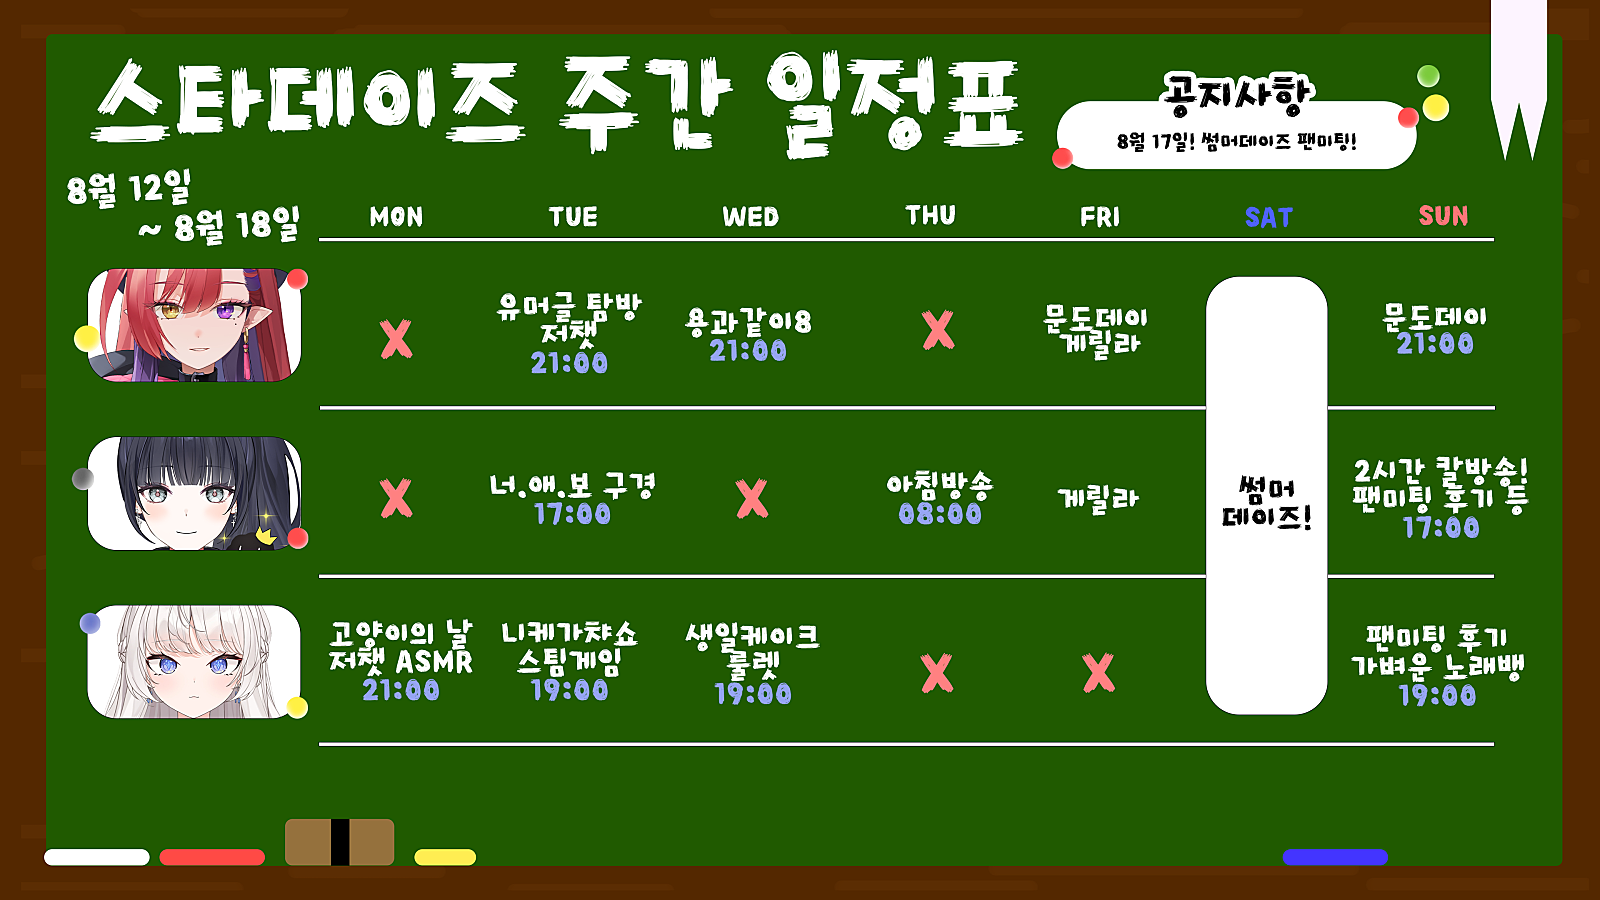 스타데이즈 주간 일정표
공지사항
8월 17일! 썸머데이즈 팬미팅!
8월 12일
~ 8월 18일
MON TUE WED THU FRI SAT SUN
X
유머글 탐방
저챗
21:00
용과같이8
21:00
X
문도데이
게릴라
문도데이
21:00
X
너.애.보 구경
17:00
X
아침방송
08:00
게릴라
썸머
데이즈!
2시간 칼방송!
팬미팅 후기 등
17:00
고양이의 날
저챗 ASMR
21:00
니케가챠쇼
스팀게임
19:00
생일케이크
룰렛
19:00
X
X
팬미팅 후기
가벼운 노래뱅
19:00